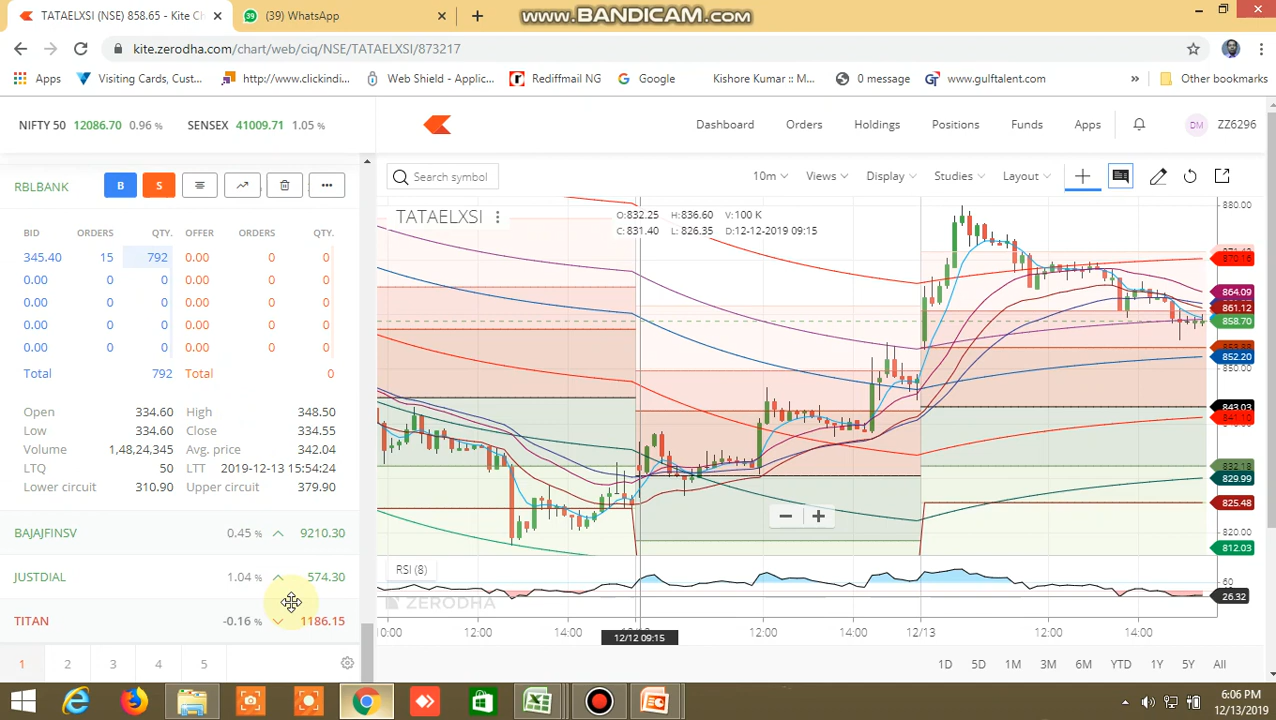 TATAELXSI (NSE) 858.65 - Kite Ch
(39) WhatsApp
www.BANDICAM.com
kite.zerodha.com/chart/web/ciq/NSE/TATAELXSI/873217
Apps
Visiting Cards, Cust...
http://www.clickindi...
Web Shield - Applic...
Rediffmail NG
Google
Kishore Kumar :: M...
0 message
www.gulftalent.com
»
Other bookmarks
NIFTY 50 12086.70 0.96 %
SENSEX 41009.71 1.05 %
Dashboard
Orders
Holdings
Positions
Funds
Apps
DM
ZZ6296
RBLBANK
B
S
BID ORDERS QTY. OFFER ORDERS QTY.
345.40 15 792 0.00 0 0
0.00 0 0 0.00 0 0
0.00 0 0 0.00 0 0
0.00 0 0 0.00 0 0
0.00 0 0 0.00 0 0
Total 792 Total 0
Open 334.60 High 348.50
Low 334.60 Close 334.55
Volume 1,48,24,345 Avg. price 342.04
LTQ 50 LTT 2019-12-13 15:54:24
Lower circuit 310.90 Upper circuit 379.90
BAJAJFINSV 0.45 % 9210.30
JUSTDIAL 1.04 % 574.30
TITAN -0.16 % 1186.15
1 2 3 4 5
Search symbol
10m
Views
Display
Studies
Layout
TATAELXSI
O: 832.25 H: 836.60 V: 100 K
C: 831.40 L: 826.35 D: 12-12-2019 09:15
880.00
870.16
864.09
861.12
858.70
852.20
850.00
843.03
841.10
832.18
829.99
825.48
820.00
812.03
RSI (8)
60
26.32
ZERODHA
10:00
12:00
14:00
12/12 09:15
12:00
14:00
12/13
12:00
14:00
1D 5D 1M 3M 6M YTD 1Y 5Y All
6:06 PM
12/13/2019